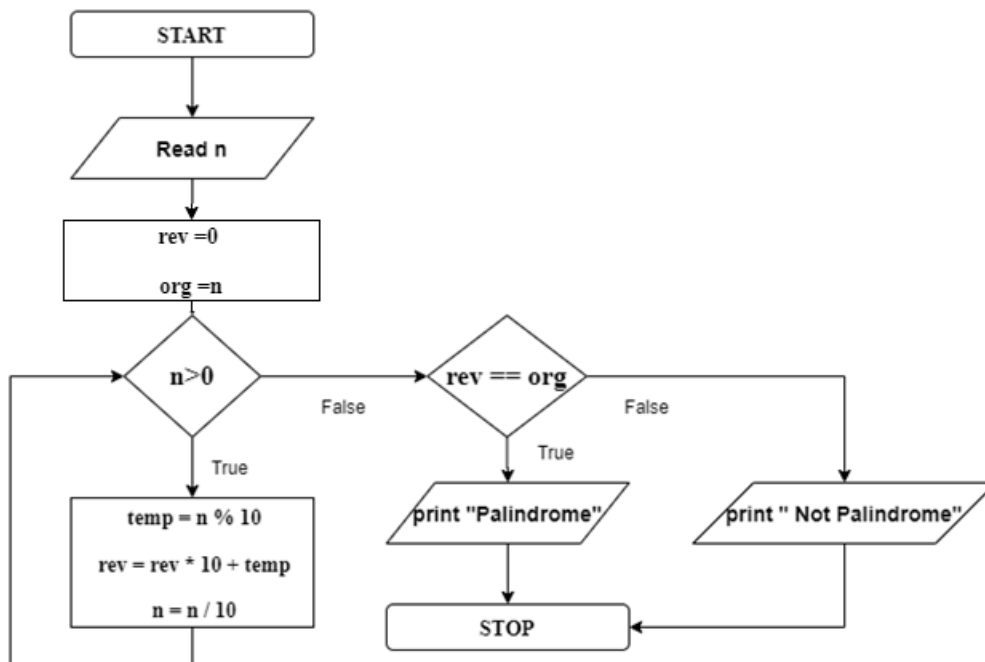 START
Read n
rev =0
org =n
n>0
False
True
rev == org
False
True
temp = n % 10
rev = rev * 10 + temp
n = n / 10
print "Palindrome"
print " Not Palindrome"
STOP